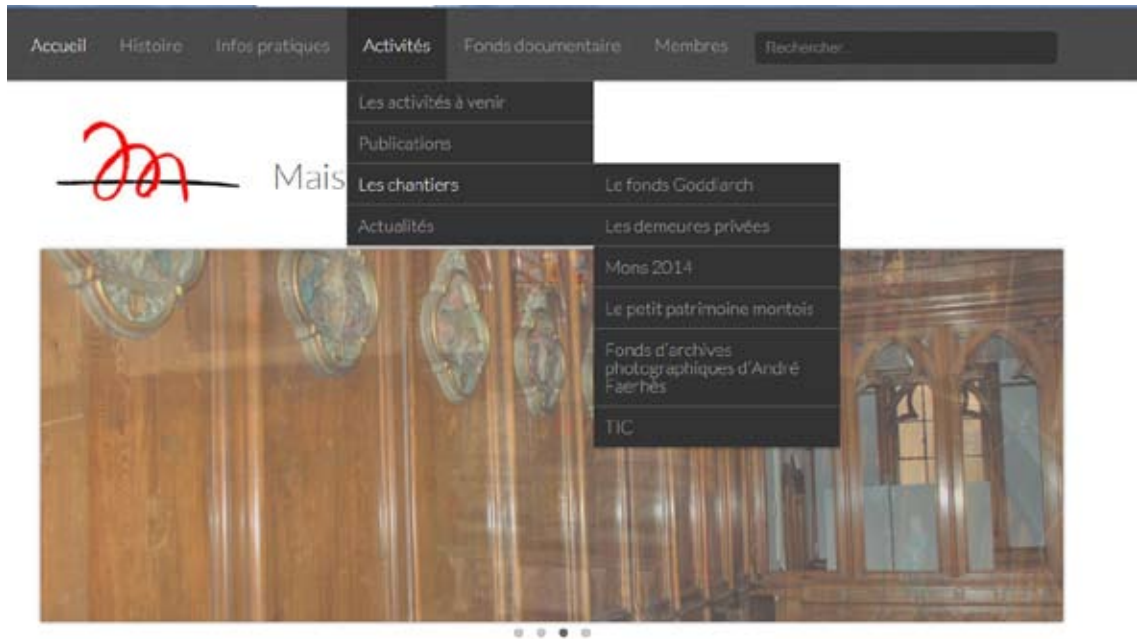 Accueil Histoire Infos pratiques Activités Fonds documentaire Membres Rechercher...
Les activités à venir
Publications
Mais
Les chantiers
Actualités
Le fonds Goddiarch
Les demeures privées
Mons 2014
Le petit patrimoine montois
Fonds d'archives
photographiques d'André
Faerhès
TIC